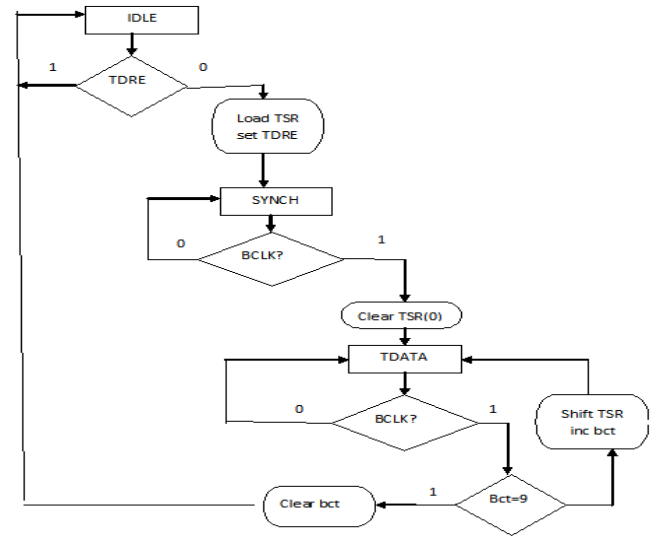 IDLE
1
TDRE
0
Load TSR
set TDRE
SYNCH
0
BCLK?
1
Clear TSR(0)
TDATA
0
BCLK?
1
Shift TSR
inc bct
Clear bct
1
Bct=9